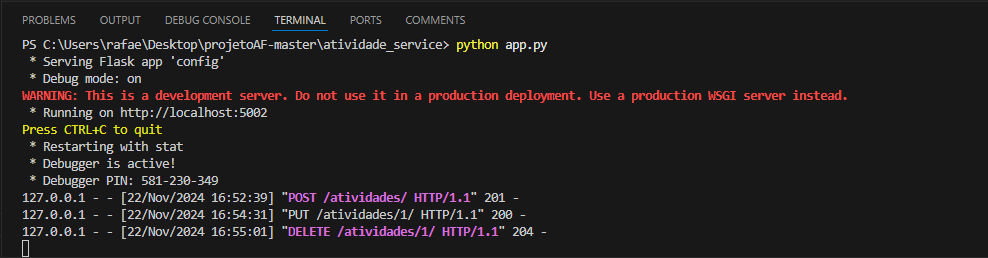 PROBLEMS OUTPUT DEBUG CONSOLE TERMINAL PORTS COMMENTS
PS C:\Users\rafae\Desktop\projetoAF-master\atividade_service> python app.py
 * Serving Flask app 'config'
 * Debug mode: on
WARNING: This is a development server. Do not use it in a production deployment. Use a production WSGI server instead.
 * Running on http://localhost:5002
Press CTRL+C to quit
 * Restarting with stat
 * Debugger is active!
 * Debugger PIN: 581-230-349
127.0.0.1 - - [22/Nov/2024 16:52:39] "POST /atividades/ HTTP/1.1" 201 -
127.0.0.1 - - [22/Nov/2024 16:54:31] "PUT /atividades/1/ HTTP/1.1" 200 -
127.0.0.1 - - [22/Nov/2024 16:55:01] "DELETE /atividades/1/ HTTP/1.1" 204 -